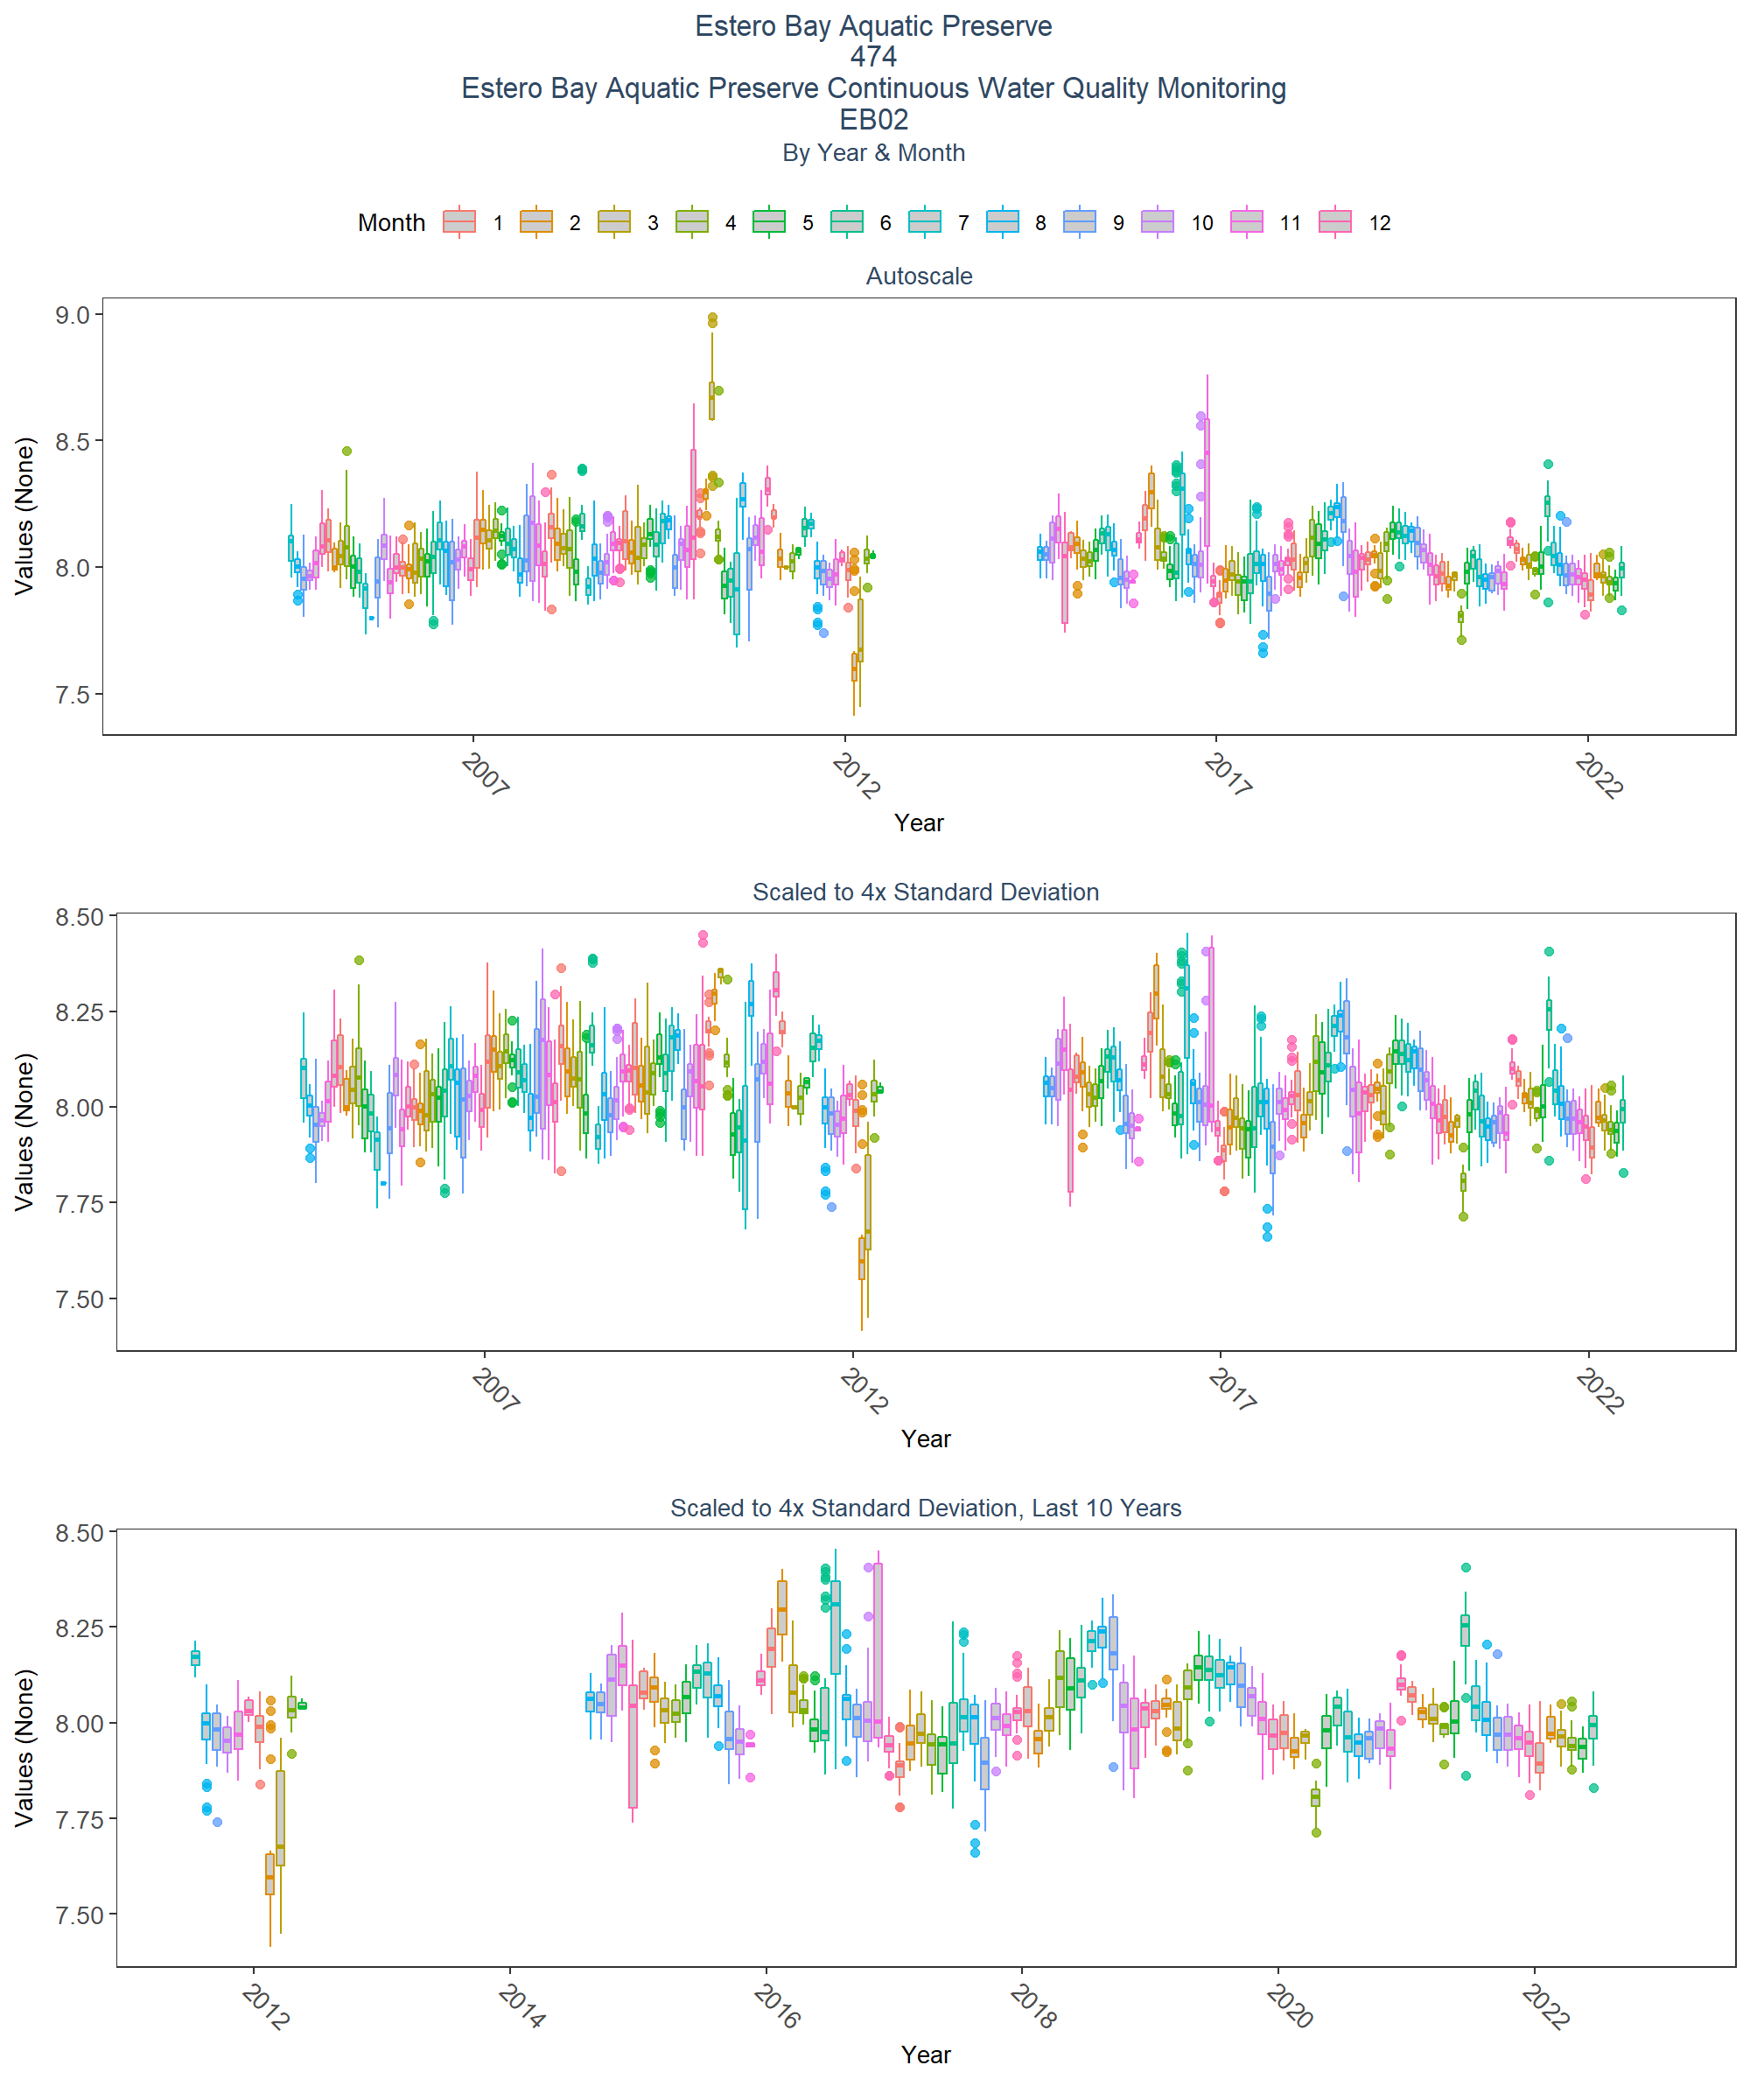 Estero Bay Aquatic Preserve
474
Estero Bay Aquatic Preserve Continuous Water Quality Monitoring
EB02
By Year & Month
Month 1 2 3 4 5 6 7 8 9 10 11 12
Autoscale
Values (None)
9.0
8.5
8.0
7.5
2007 2012 2017 2022
Year
Scaled to 4x Standard Deviation
Values (None)
8.50
8.25
8.00
7.75
7.50
2007 2012 2017 2022
Year
Scaled to 4x Standard Deviation, Last 10 Years
Values (None)
8.50
8.25
8.00
7.75
7.50
2012 2014 2016 2018 2020 2022
Year